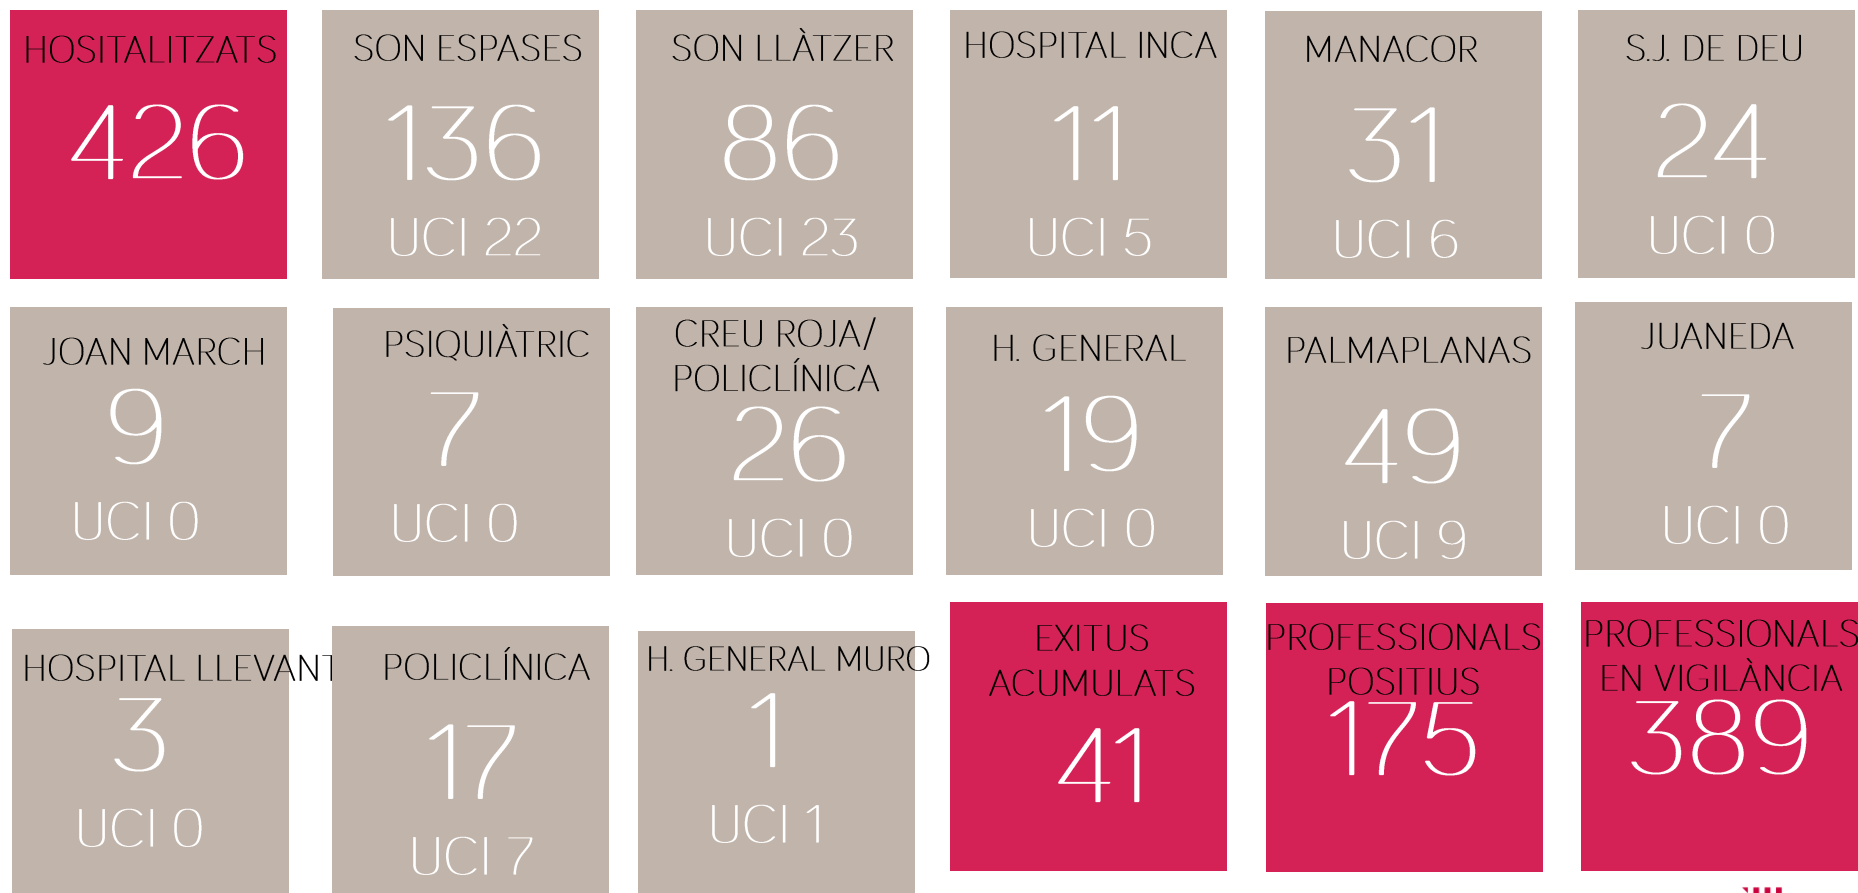 HOSITALITZATS
426
SON ESPASES
136
UCI 22
SON LLÀTZER
86
UCI 23
HOSPITAL INCA
11
UCI 5
MANACOR
31
UCI 6
S.J. DE DEU
24
UCI 0
JOAN MARCH
9
UCI 0
PSIQUIÀTRIC
7
UCI 0
CREU ROJA/
POLICLÍNICA
26
UCI 0
H. GENERAL
19
UCI 0
PALMAPLANAS
49
UCI 9
JUANEDA
7
UCI 0
HOSPITAL LLEVANT
3
UCI 0
POLICLÍNICA
17
UCI 7
H. GENERAL MURO
1
UCI 1
EXITUS
ACUMULATS
41
PROFESSIONALS
POSITIUS
175
PROFESSIONALS
EN VIGILÀNCIA
389